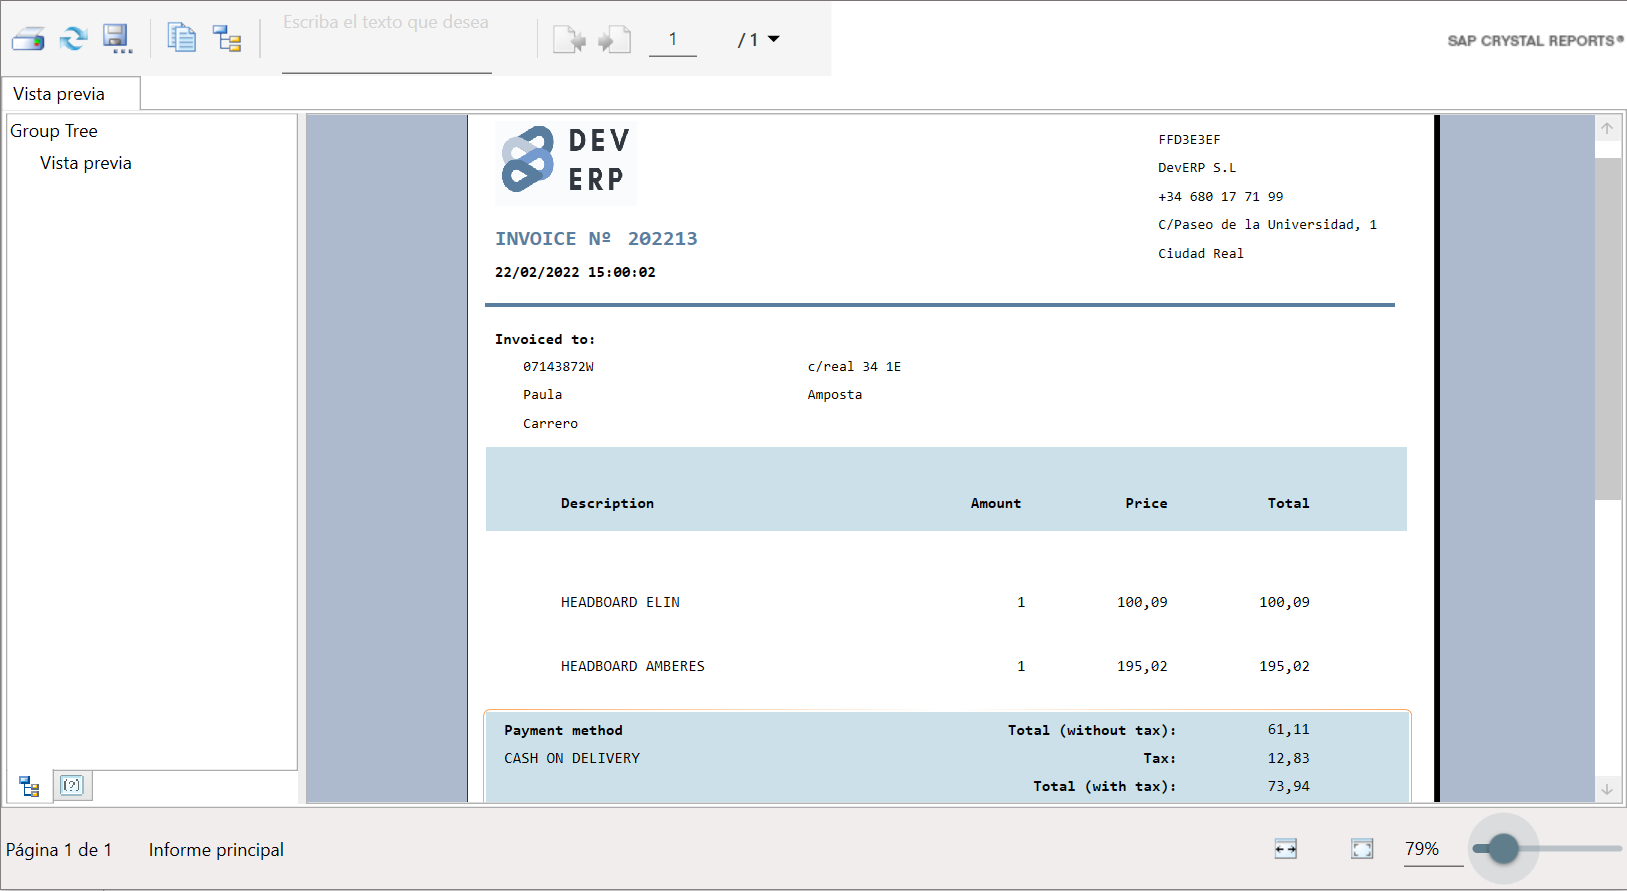 Escriba el texto que desea
1
/ 1
SAP CRYSTAL REPORTS®
Vista previa
Group Tree
Vista previa
DEV
ERP
FFD3E3EF
DevERP S.L
+34 680 17 71 99
C/Paseo de la Universidad, 1
Ciudad Real
INVOICE Nº 202213
22/02/2022 15:00:02
Invoiced to:
07143872W c/real 34 1E
Paula Amposta
Carrero
Description Amount Price Total
HEADBOARD ELIN 1 100,09 100,09
HEADBOARD AMBERES 1 195,02 195,02
Payment method Total (without tax): 61,11
CASH ON DELIVERY Tax: 12,83
Total (with tax): 73,94
[?]
Página 1 de 1 Informe principal 79%